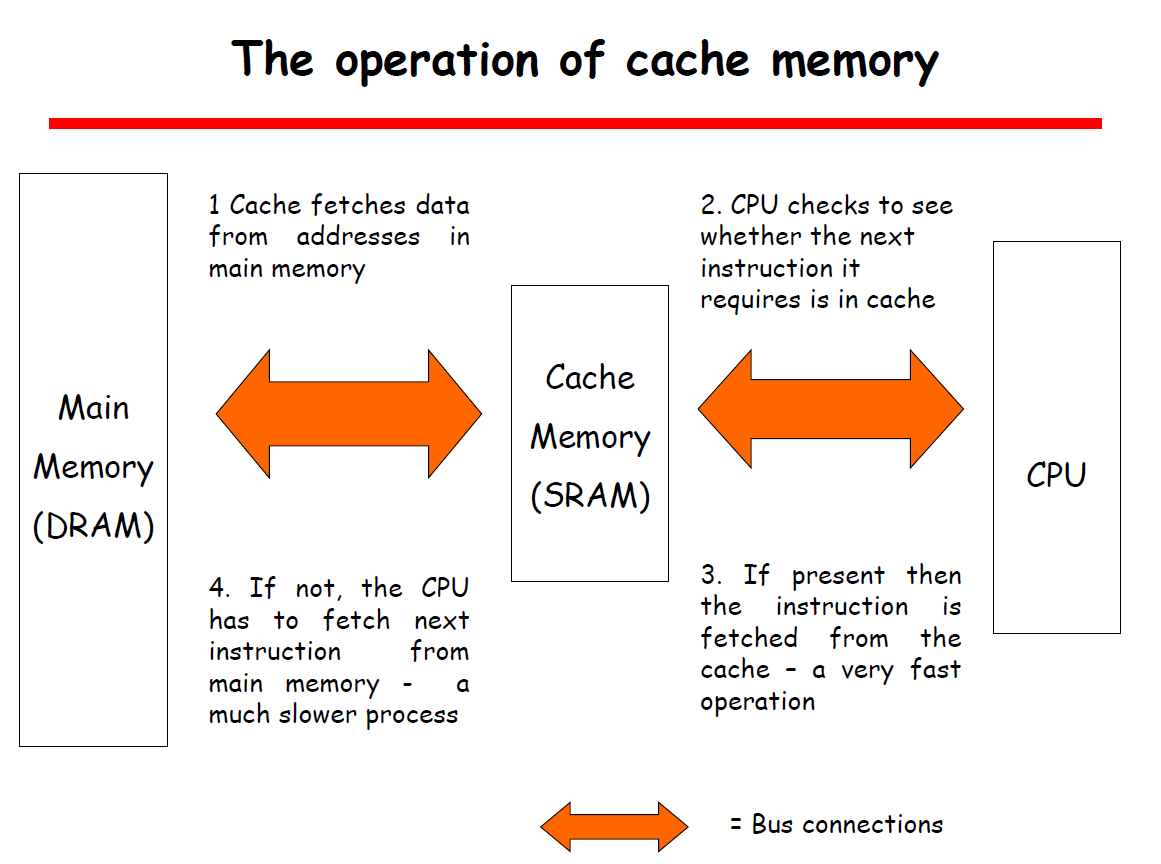 The operation of cache memory
1 Cache fetches data
from addresses in
main memory
2. CPU checks to see
whether the next
instruction it
requires is in cache
Main
Memory
(DRAM)
Cache
Memory
(SRAM)
CPU
4. If not, the CPU
has to fetch next
instruction from
main memory - a
much slower process
3. If present then
the instruction is
fetched from the
cache – a very fast
operation
= Bus connections